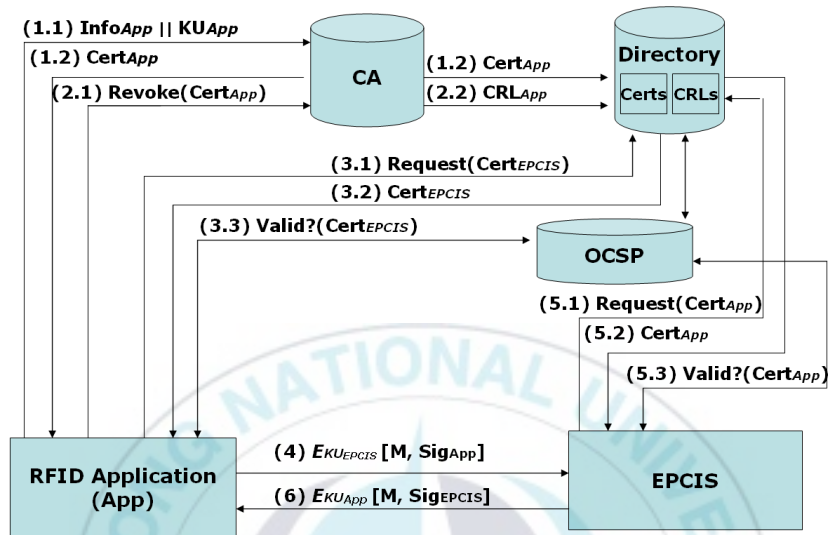 (1.1) InfoApp || KUApp
(1.2) CertApp
(2.1) Revoke(CertApp)
CA
(1.2) CertApp
(2.2) CRLApp
Directory
Certs
CRLs
(3.1) Request(CertEPCIS)
(3.2) CertEPCIS
(3.3) Valid?(CertEPCIS)
OCSP
(5.1) Request(CertApp)
(5.2) CertApp
(5.3) Valid?(CertApp)
ONG NATIONAL UNIVE
RFID Application
(App)
(4) EKUEPCIS [M, SigApp]
(6) EKUApp [M, SigEPCIS]
EPCIS